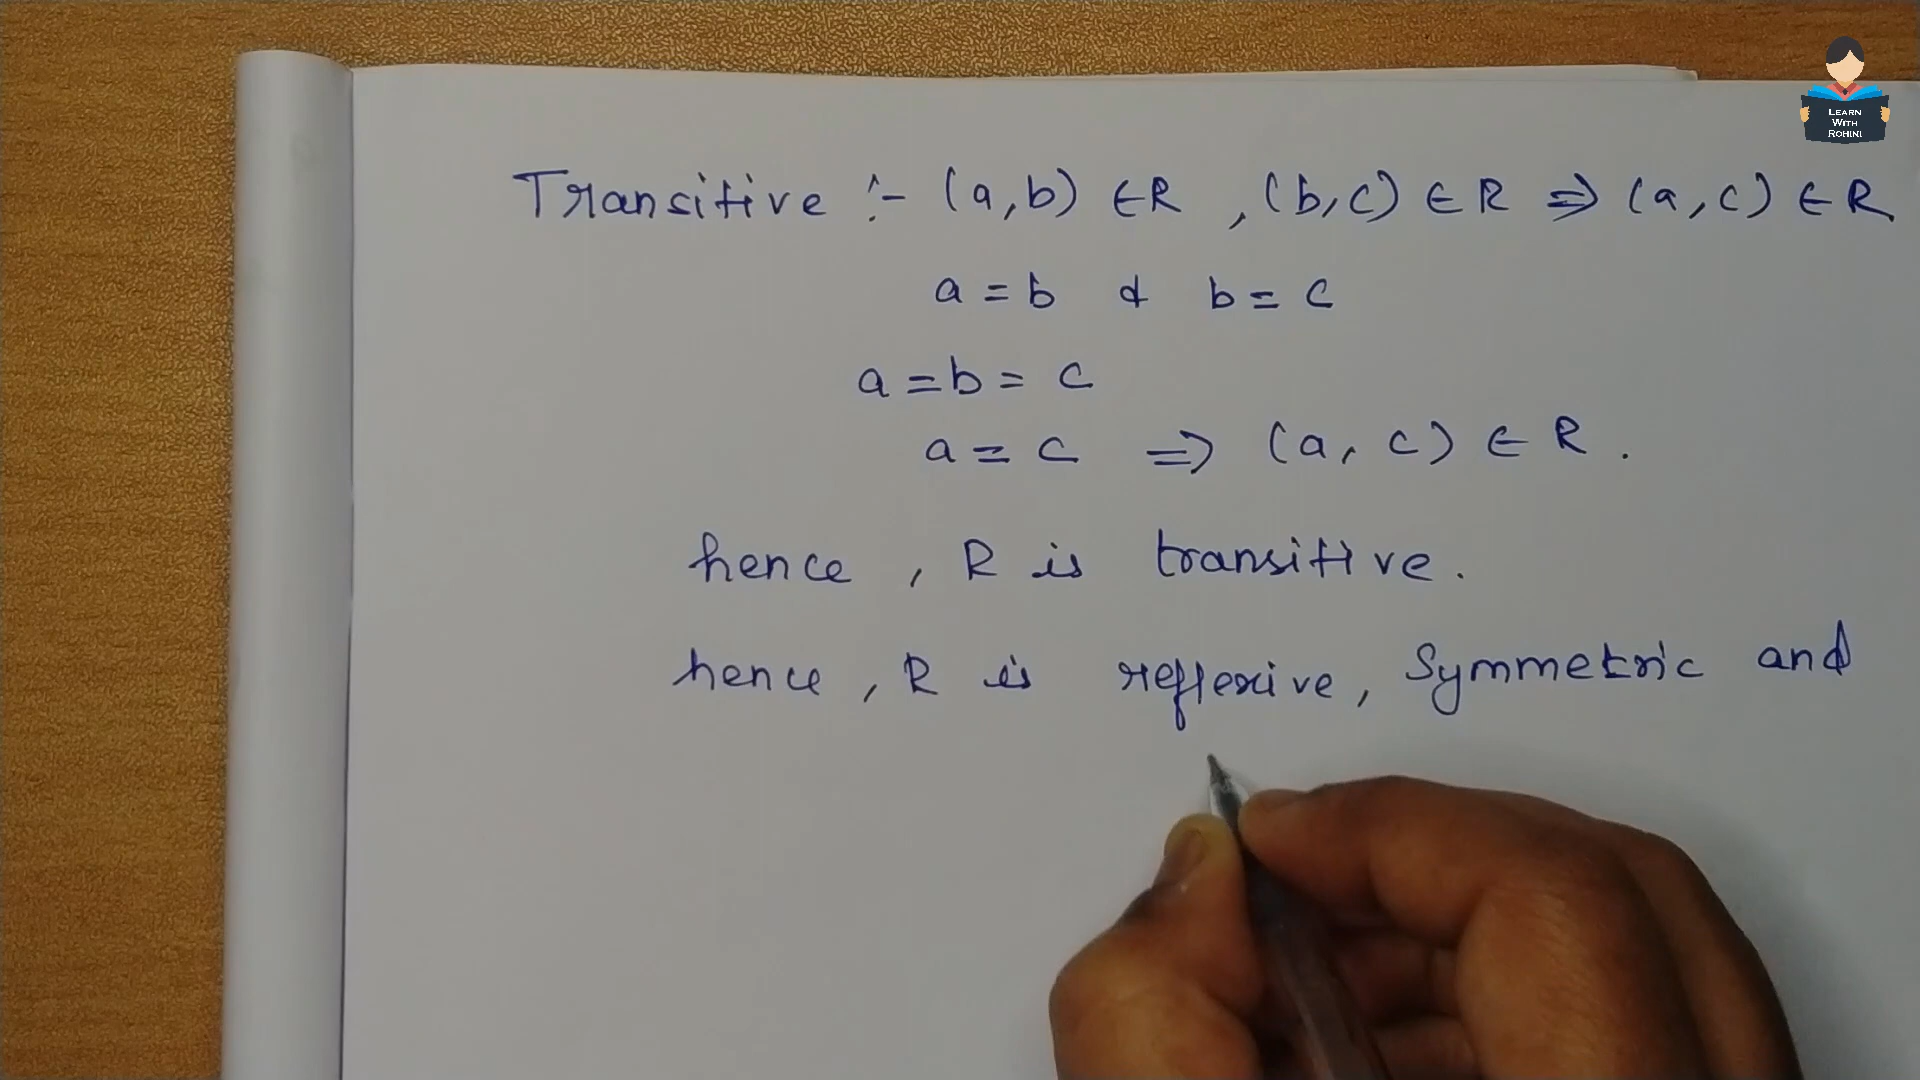 Transitive :- (a,b) ∈R , (b,c) ∈ R ⇒ (a,c) ∈ R
a = b & b = c
a = b = c
a = c ⇒ (a, c) ∈ R .
hence , R is transitive.
hence , R is reflexive, Symmetric and
LEARN
WITH
ROHINI